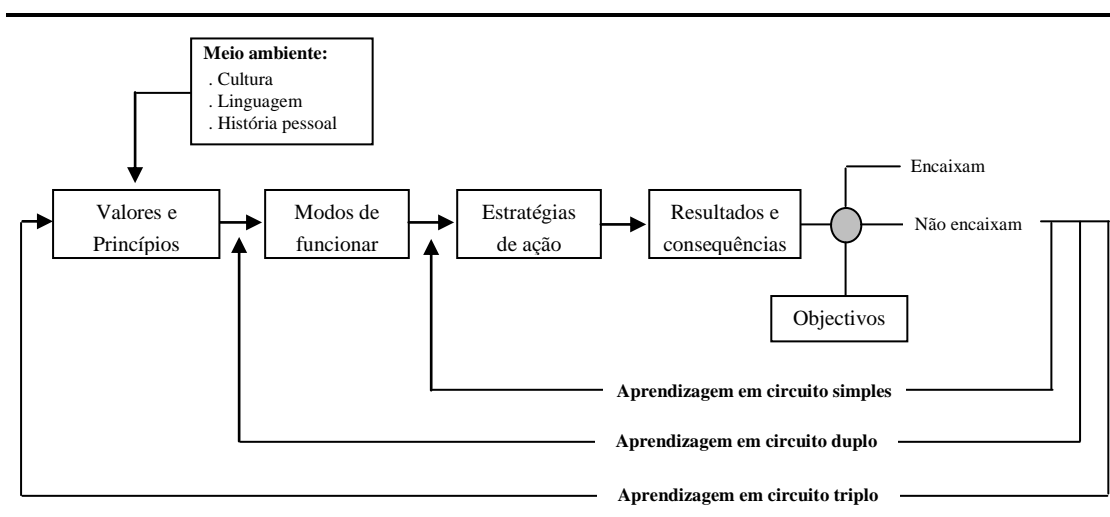 Meio ambiente:
. Cultura
. Linguagem
. História pessoal
Encaixam
Valores e
Princípios
Modos de
funcionar
Estratégias
de ação
Resultados e
consequências
Não encaixam
Objectivos
Aprendizagem em circuito simples
Aprendizagem em circuito duplo
Aprendizagem em circuito triplo